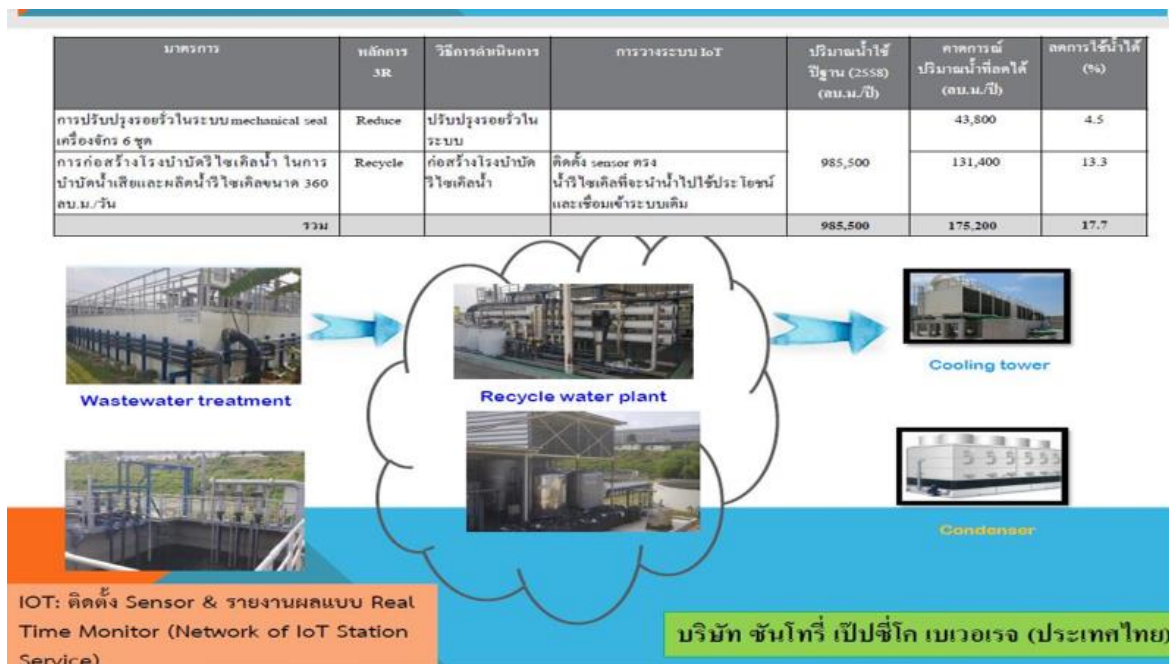 มาตรการ
หลักการ
3R
วิธีการดำเนินการ
การวางระบบ IoT
ปริมาณน้ำใช้
ปีฐาน (2558)
(ลบ.ม./ปี)
คาดการณ์
ปริมาณน้ำที่ลดได้
(ลบ.ม./ปี)
ลดการใช้น้ำได้
(%)
การปรับปรุงรอยรั่วในระบบ mechanical seal
เครื่องจักร 6 ชุด
Reduce
ปรับปรุงรอยรั่วใน
ระบบ
43,800
4.5
การก่อสร้างโรงบำบัดรีไซเคิลน้ำ ในการ
บำบัดน้ำเสียและผลิตน้ำรีไซเคิลขนาด 360
ลบ.ม./วัน
Recycle
ก่อสร้างโรงบำบัด
รีไซเคิลน้ำ
ติดตั้ง sensor ตรง
น้ำรีไซเคิลที่จะนำน้ำไปใช้ประโยชน์
และเชื่อมเข้าระบบเดิม
985,500
131,400
13.3
รวม
985,500
175,200
17.7
Wastewater treatment
Recycle water plant
Cooling tower
Condenser
IOT: ติดตั้ง Sensor & รายงานผลแบบ Real
Time Monitor (Network of IoT Station
Service)
บริษัท ซันโทรี่ เป๊ปซี่โค เบเวอเรจ (ประเทศไทย)